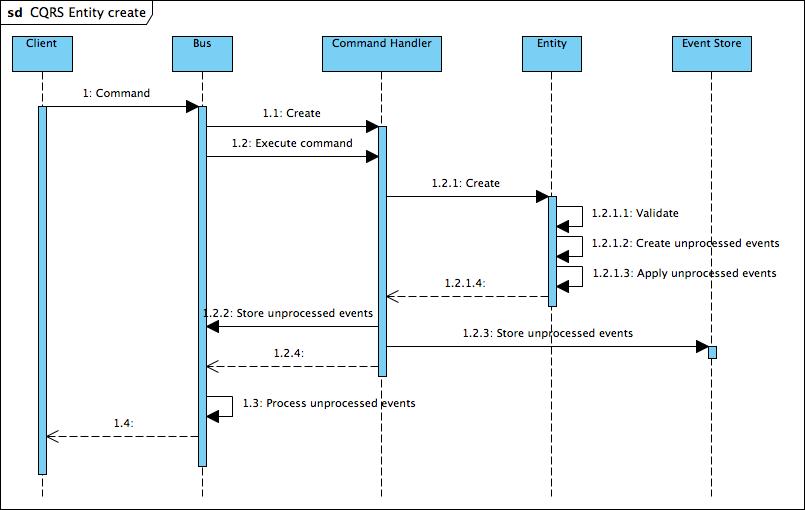 sd CQRS Entity create
Client
Bus
Command Handler
Entity
Event Store
1: Command
1.1: Create
1.2: Execute command
1.2.1: Create
1.2.1.1: Validate
1.2.1.2: Create unprocessed events
1.2.1.3: Apply unprocessed events
1.2.1.4:
1.2.2: Store unprocessed events
1.2.3: Store unprocessed events
1.2.4:
1.3: Process unprocessed events
1.4: